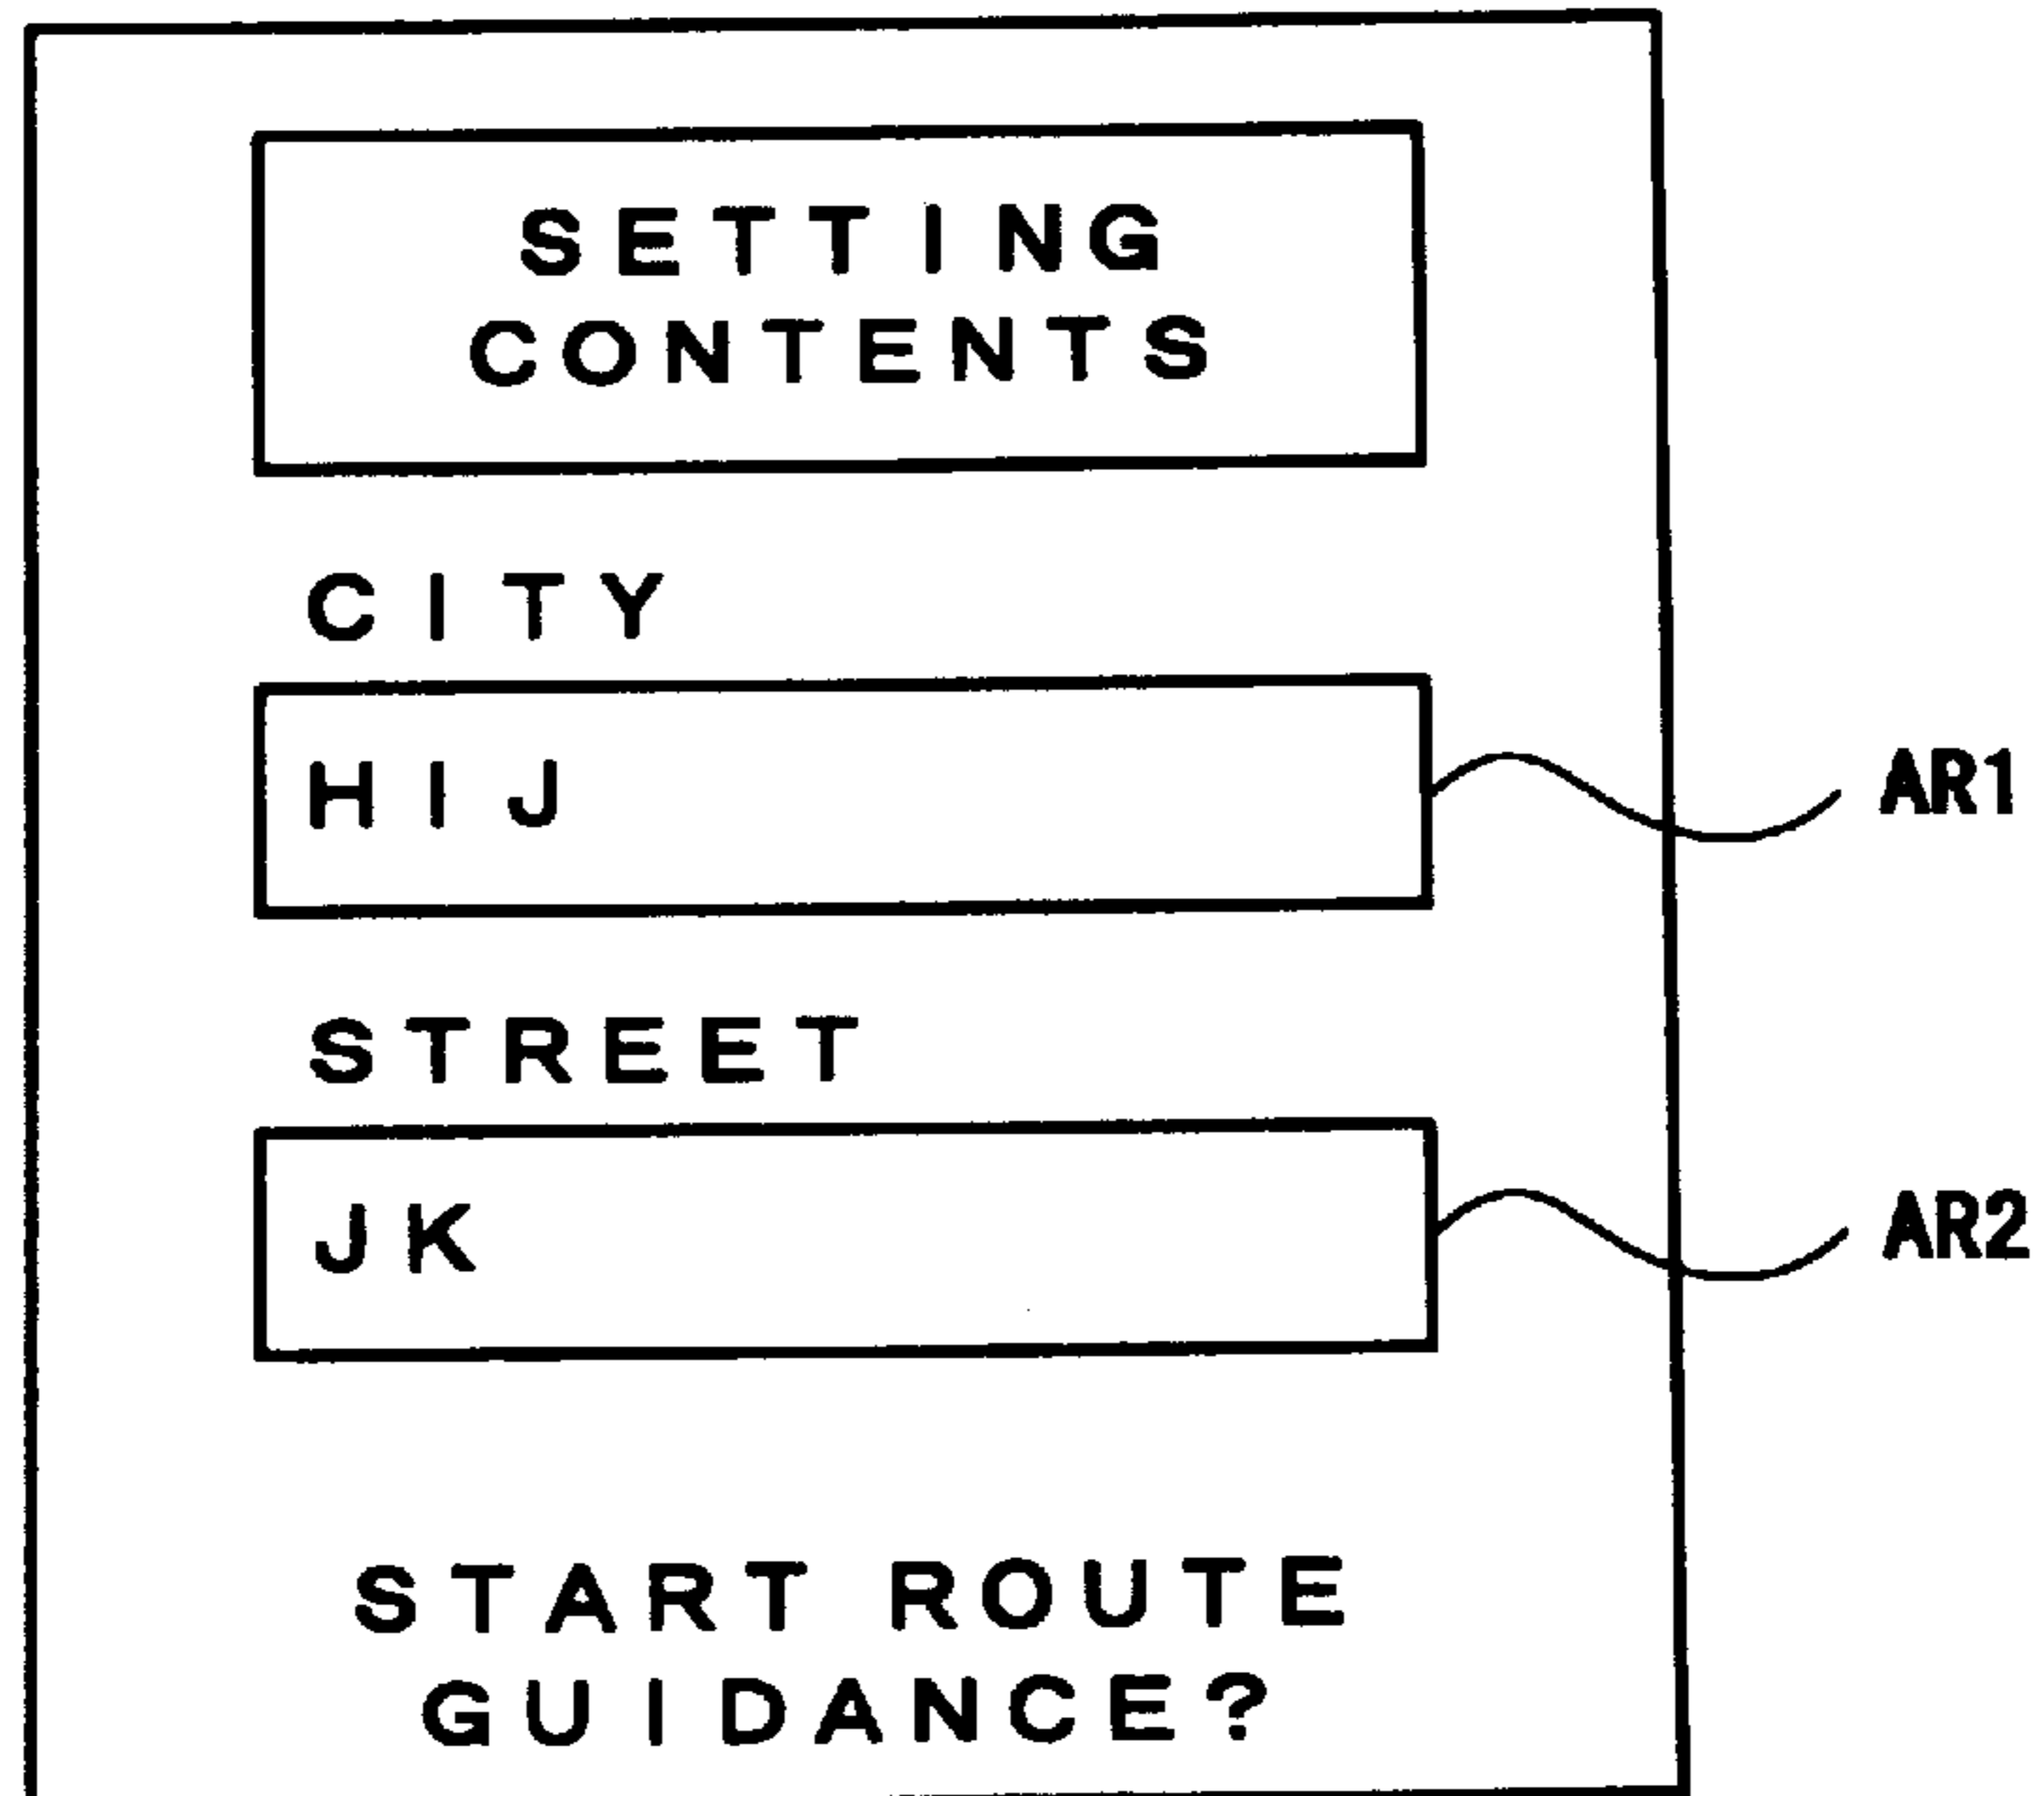 SETTING
CONTENTS
CITY
HIJ
AR1
STREET
JK
AR2
START ROUTE
GUIDANCE?